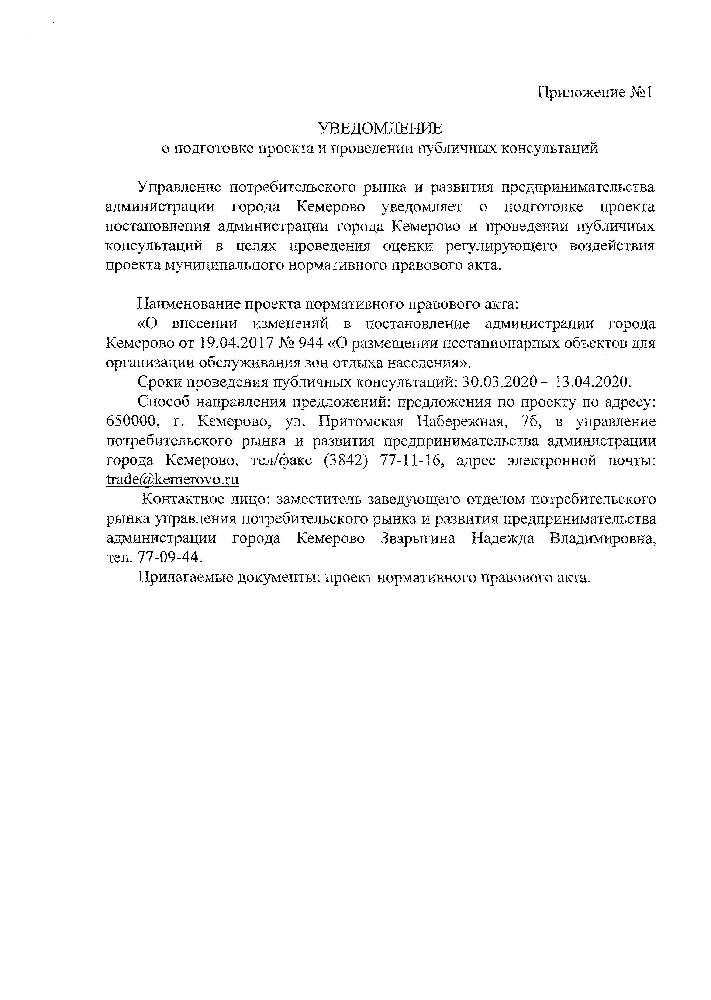 Приложение №1
УВЕДОМЛЕНИЕ
о подготовке проекта и проведении публичных консультаций
Управление потребительского рынка и развития предпринимательства
администрации города Кемерово уведомляет о подготовке проекта
постановления администрации города Кемерово и проведении публичных
консультаций в целях проведения оценки регулирующего воздействия
проекта муниципального нормативного правового акта.
Наименование проекта нормативного правового акта:
«О внесении изменений в постановление администрации города
Кемерово от 19.04.2017 № 944 «О размещении нестационарных объектов для
организации обслуживания зон отдыха населения».
Сроки проведения публичных консультаций: 30.03.2020 – 13.04.2020.
Способ направления предложений: предложения по проекту по адресу:
650000, г. Кемерово, ул. Притомская Набережная, 7б, в управление
потребительского рынка и развития предпринимательства администрации
города Кемерово, тел/факс (3842) 77-11-16, адрес электронной почты:
trade@kemerovo.ru
Контактное лицо: заместитель заведующего отделом потребительского
рынка управления потребительского рынка и развития предпринимательства
администрации города Кемерово Зварыгина Надежда Владимировна,
тел. 77-09-44.
Прилагаемые документы: проект нормативного правового акта.